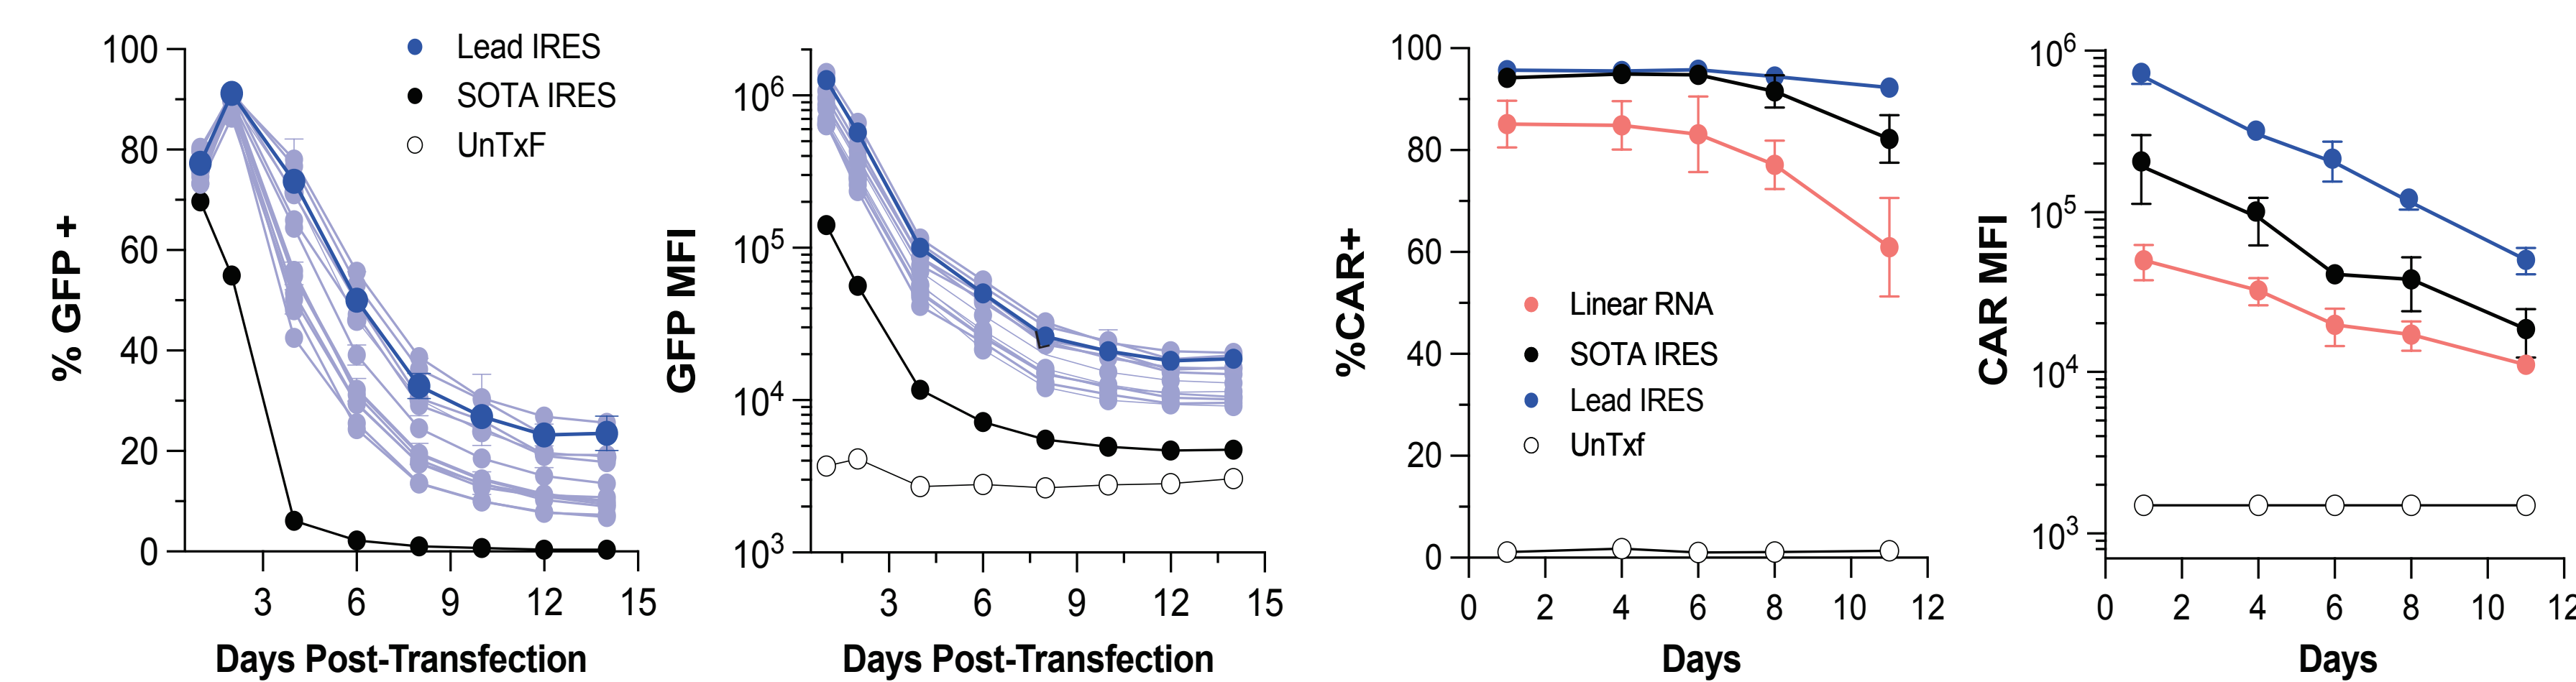 % GFP +
100
80
60
40
20
0
3 6 9 12 15
Days Post-Transfection
Lead IRES
SOTA IRES
UnTxF
GFP MFI
10^6
10^5
10^4
10^3
3 6 9 12 15
Days Post-Transfection
%CAR+
100
80
60
40
20
0
Linear RNA
SOTA IRES
Lead IRES
UnTxf
0 2 4 6 8 10 12
Days
CAR MFI
10^6
10^5
10^4
10^3
0 2 4 6 8 10 12
Days